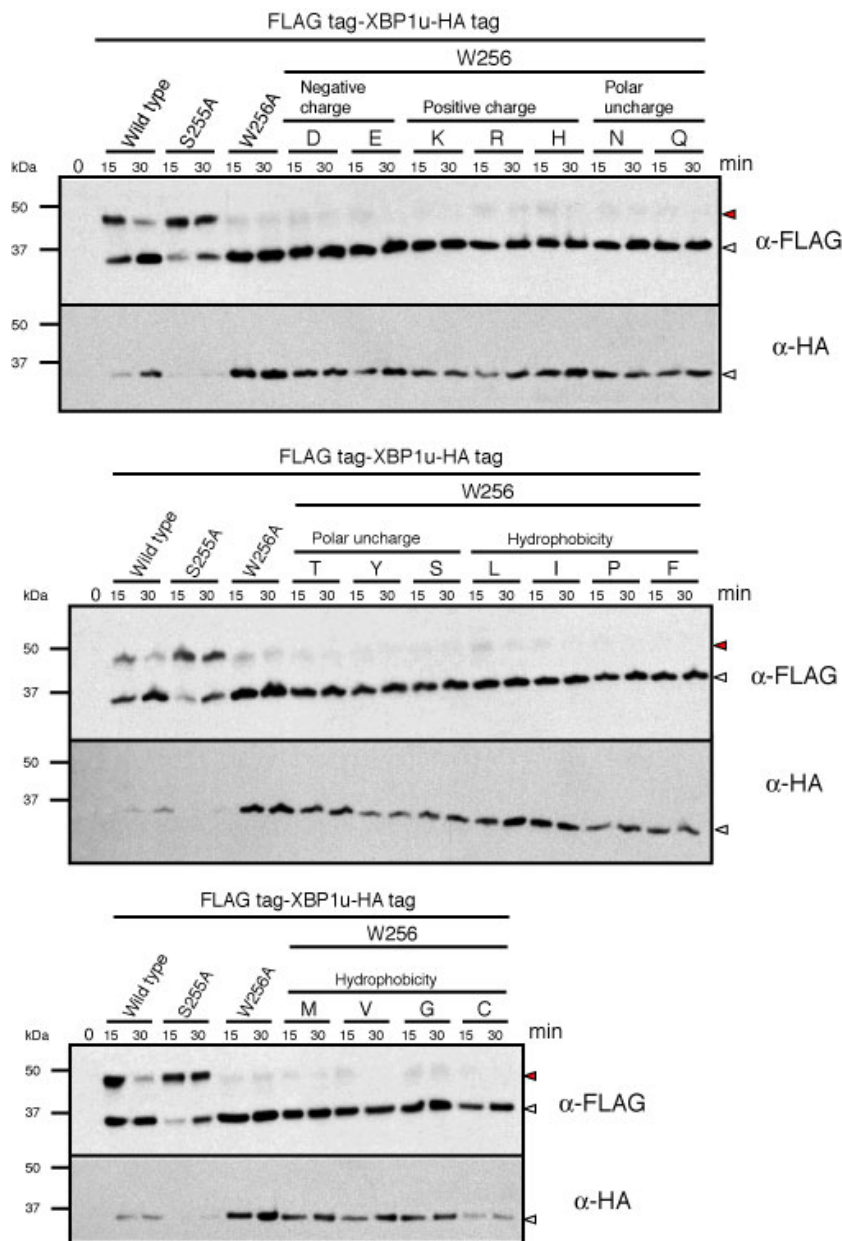 FLAG tag-XBP1u-HA tag
W256
Negative charge Positive charge Polar uncharge
Wild type S255A W256A D E K R H N Q
kDa 0 15 30 15 30 15 30 15 30 15 30 15 30 15 30 15 30 15 30 15 30 min
50
37
α-FLAG
50
37
α-HA
FLAG tag-XBP1u-HA tag
W256
Polar uncharge Hydrophobicity
Wild type S255A W256A T Y S L I P F
kDa 0 15 30 15 30 15 30 15 30 15 30 15 30 15 30 15 30 15 30 15 30 min
50
37
α-FLAG
50
37
α-HA
FLAG tag-XBP1u-HA tag
W256
Hydrophobicity
Wild type S255A W256A M V G C
kDa 0 15 30 15 30 15 30 15 30 15 30 15 30 15 30 min
50
37
α-FLAG
50
37
α-HA